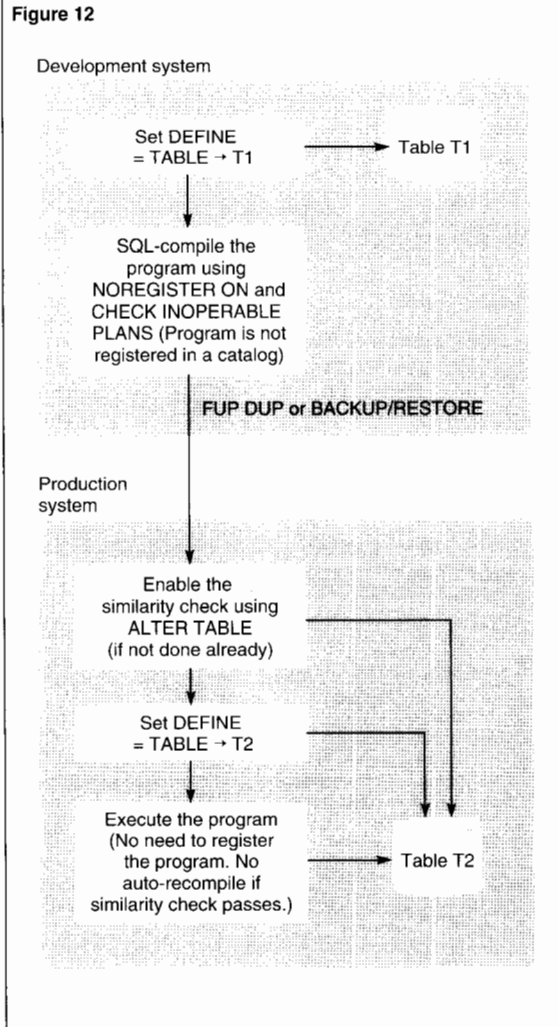 Figure 12
Development system
Set DEFINE
= TABLE → T1
Table T1
SQL-compile the
program using
NOREGISTER ON and
CHECK INOPERABLE
PLANS (Program is not
registered in a catalog)
FUP DUP or BACKUP/RESTORE
Production
system
Enable the
similarity check using
ALTER TABLE
(if not done already)
Set DEFINE
= TABLE → T2
Execute the program
(No need to register
the program. No
auto-recompile if
similarity check passes.)
Table T2